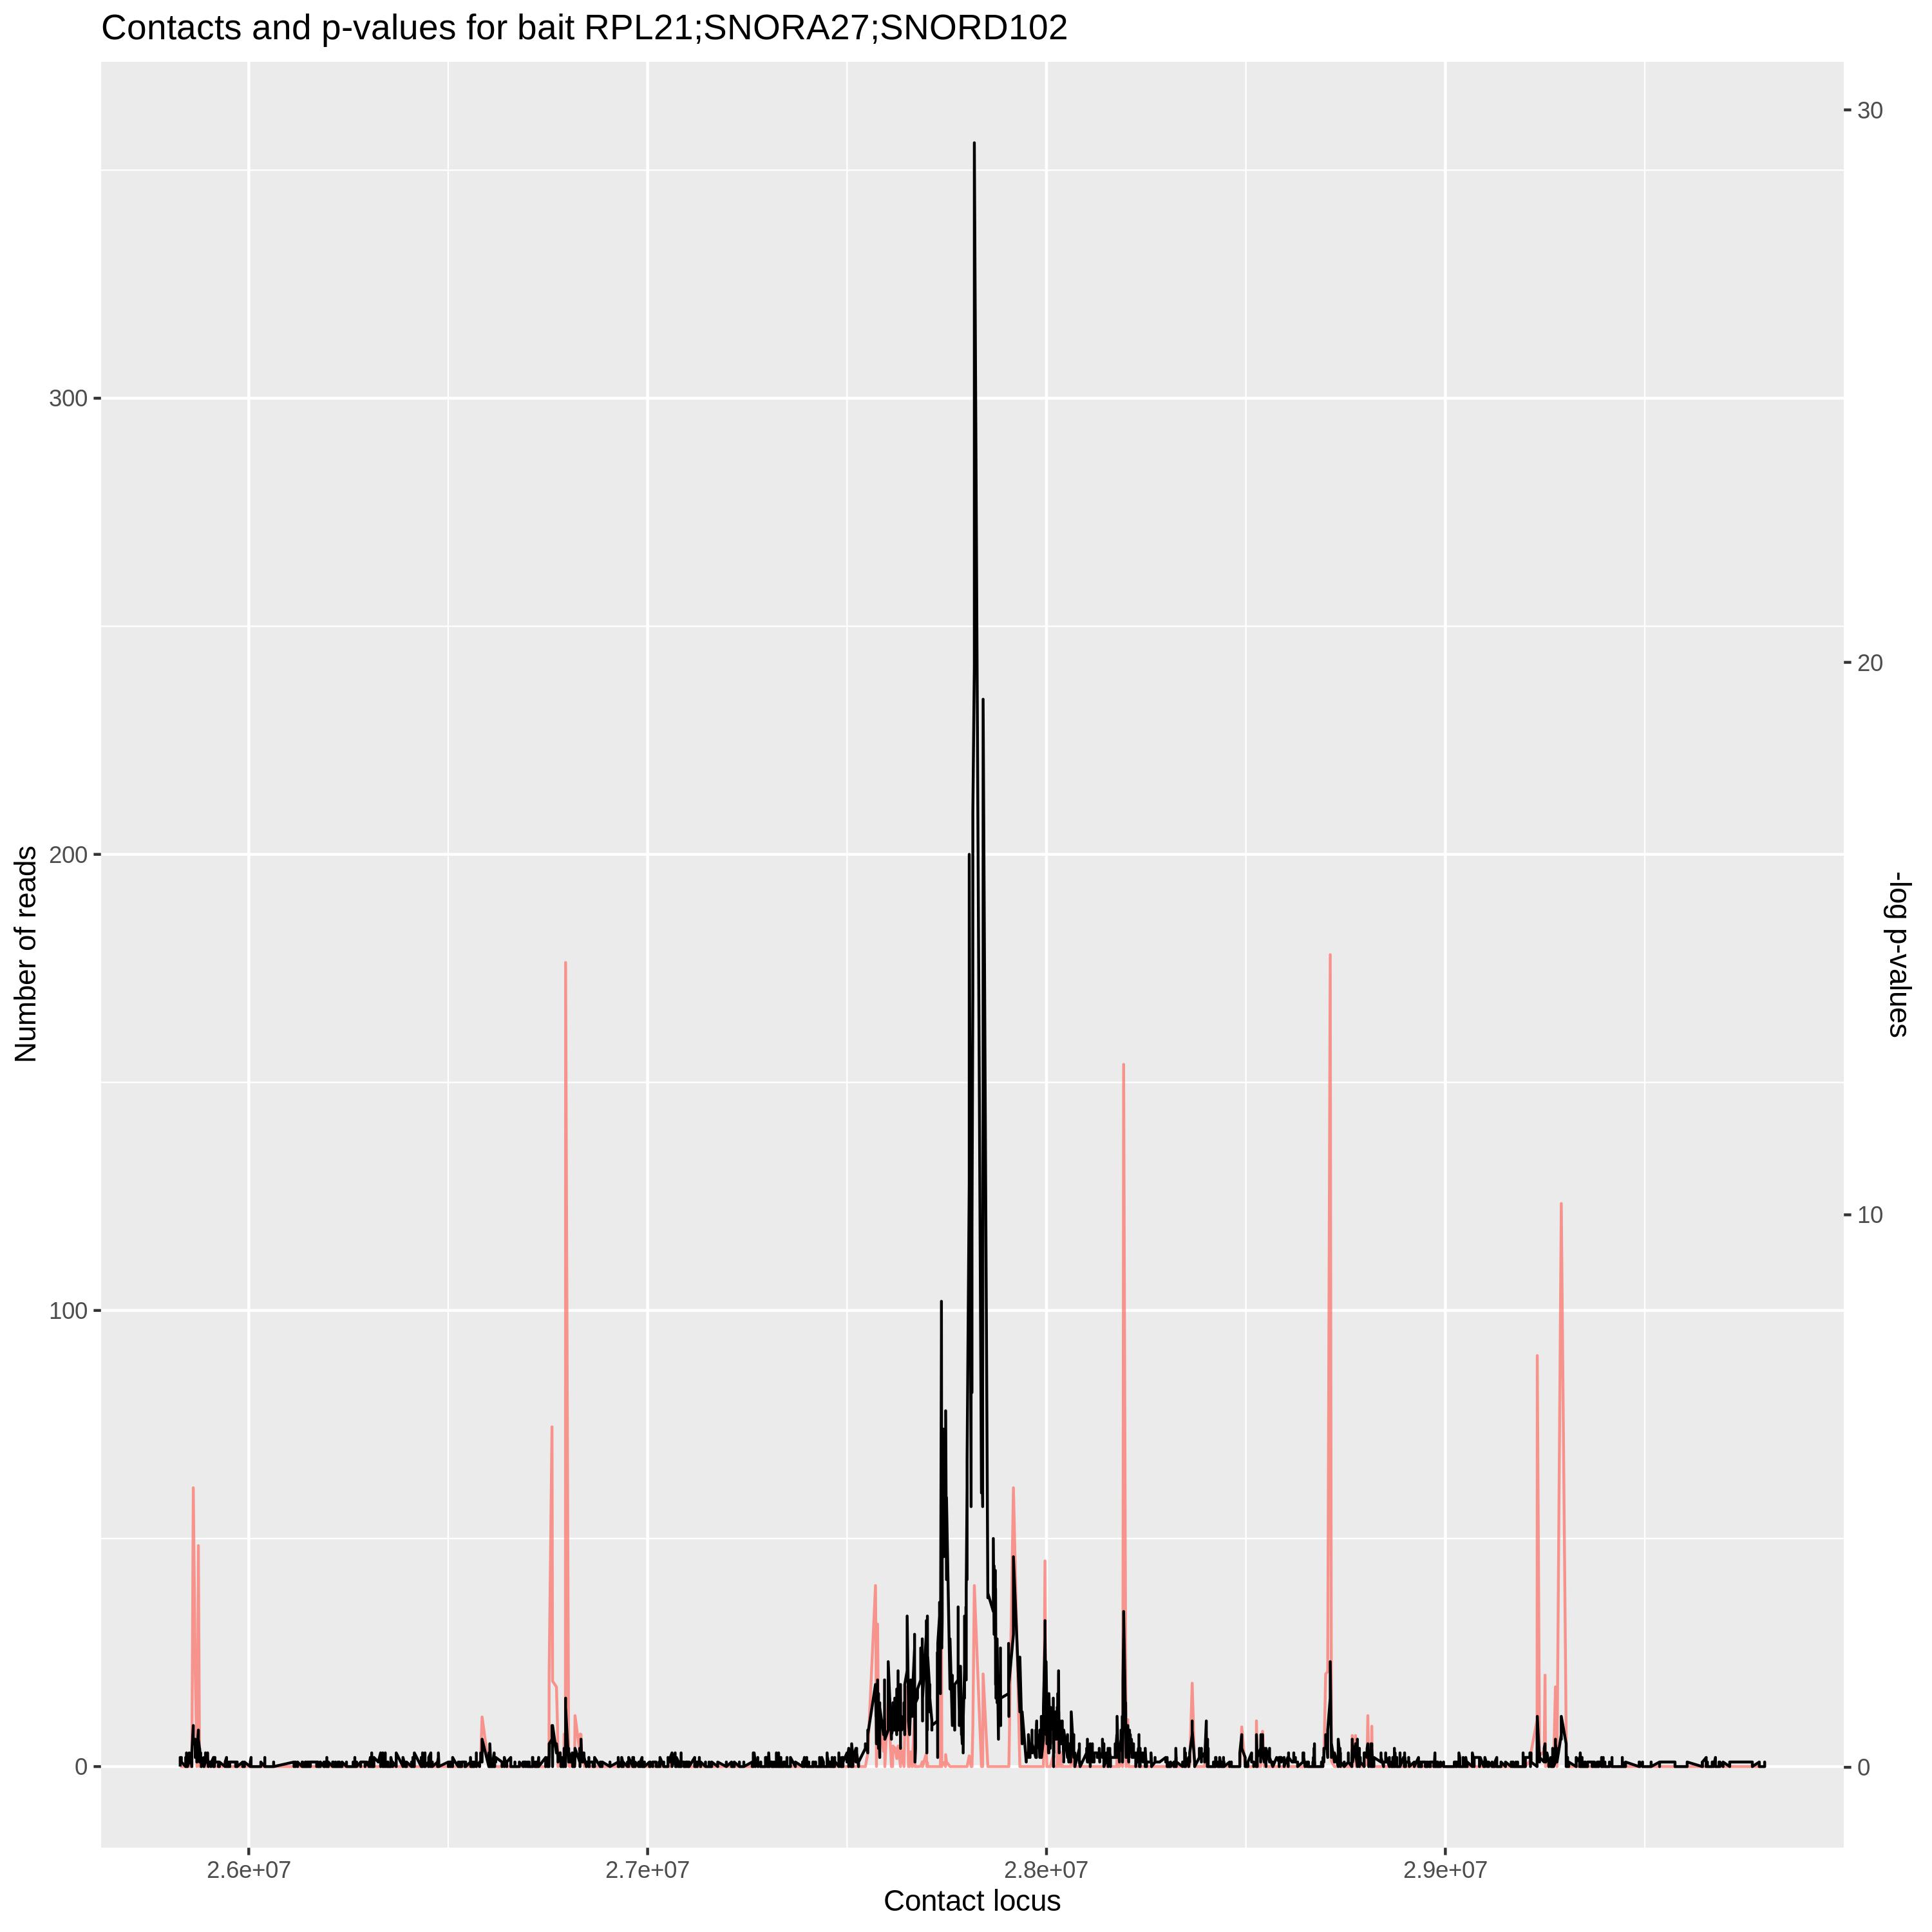 Contacts and p-values for bait RPL21;SNORA27;SNORD102
Number of reads
300
200
100
0
30
20
10
0
-log p-values
2.6e+07
2.7e+07
2.8e+07
2.9e+07
Contact locus